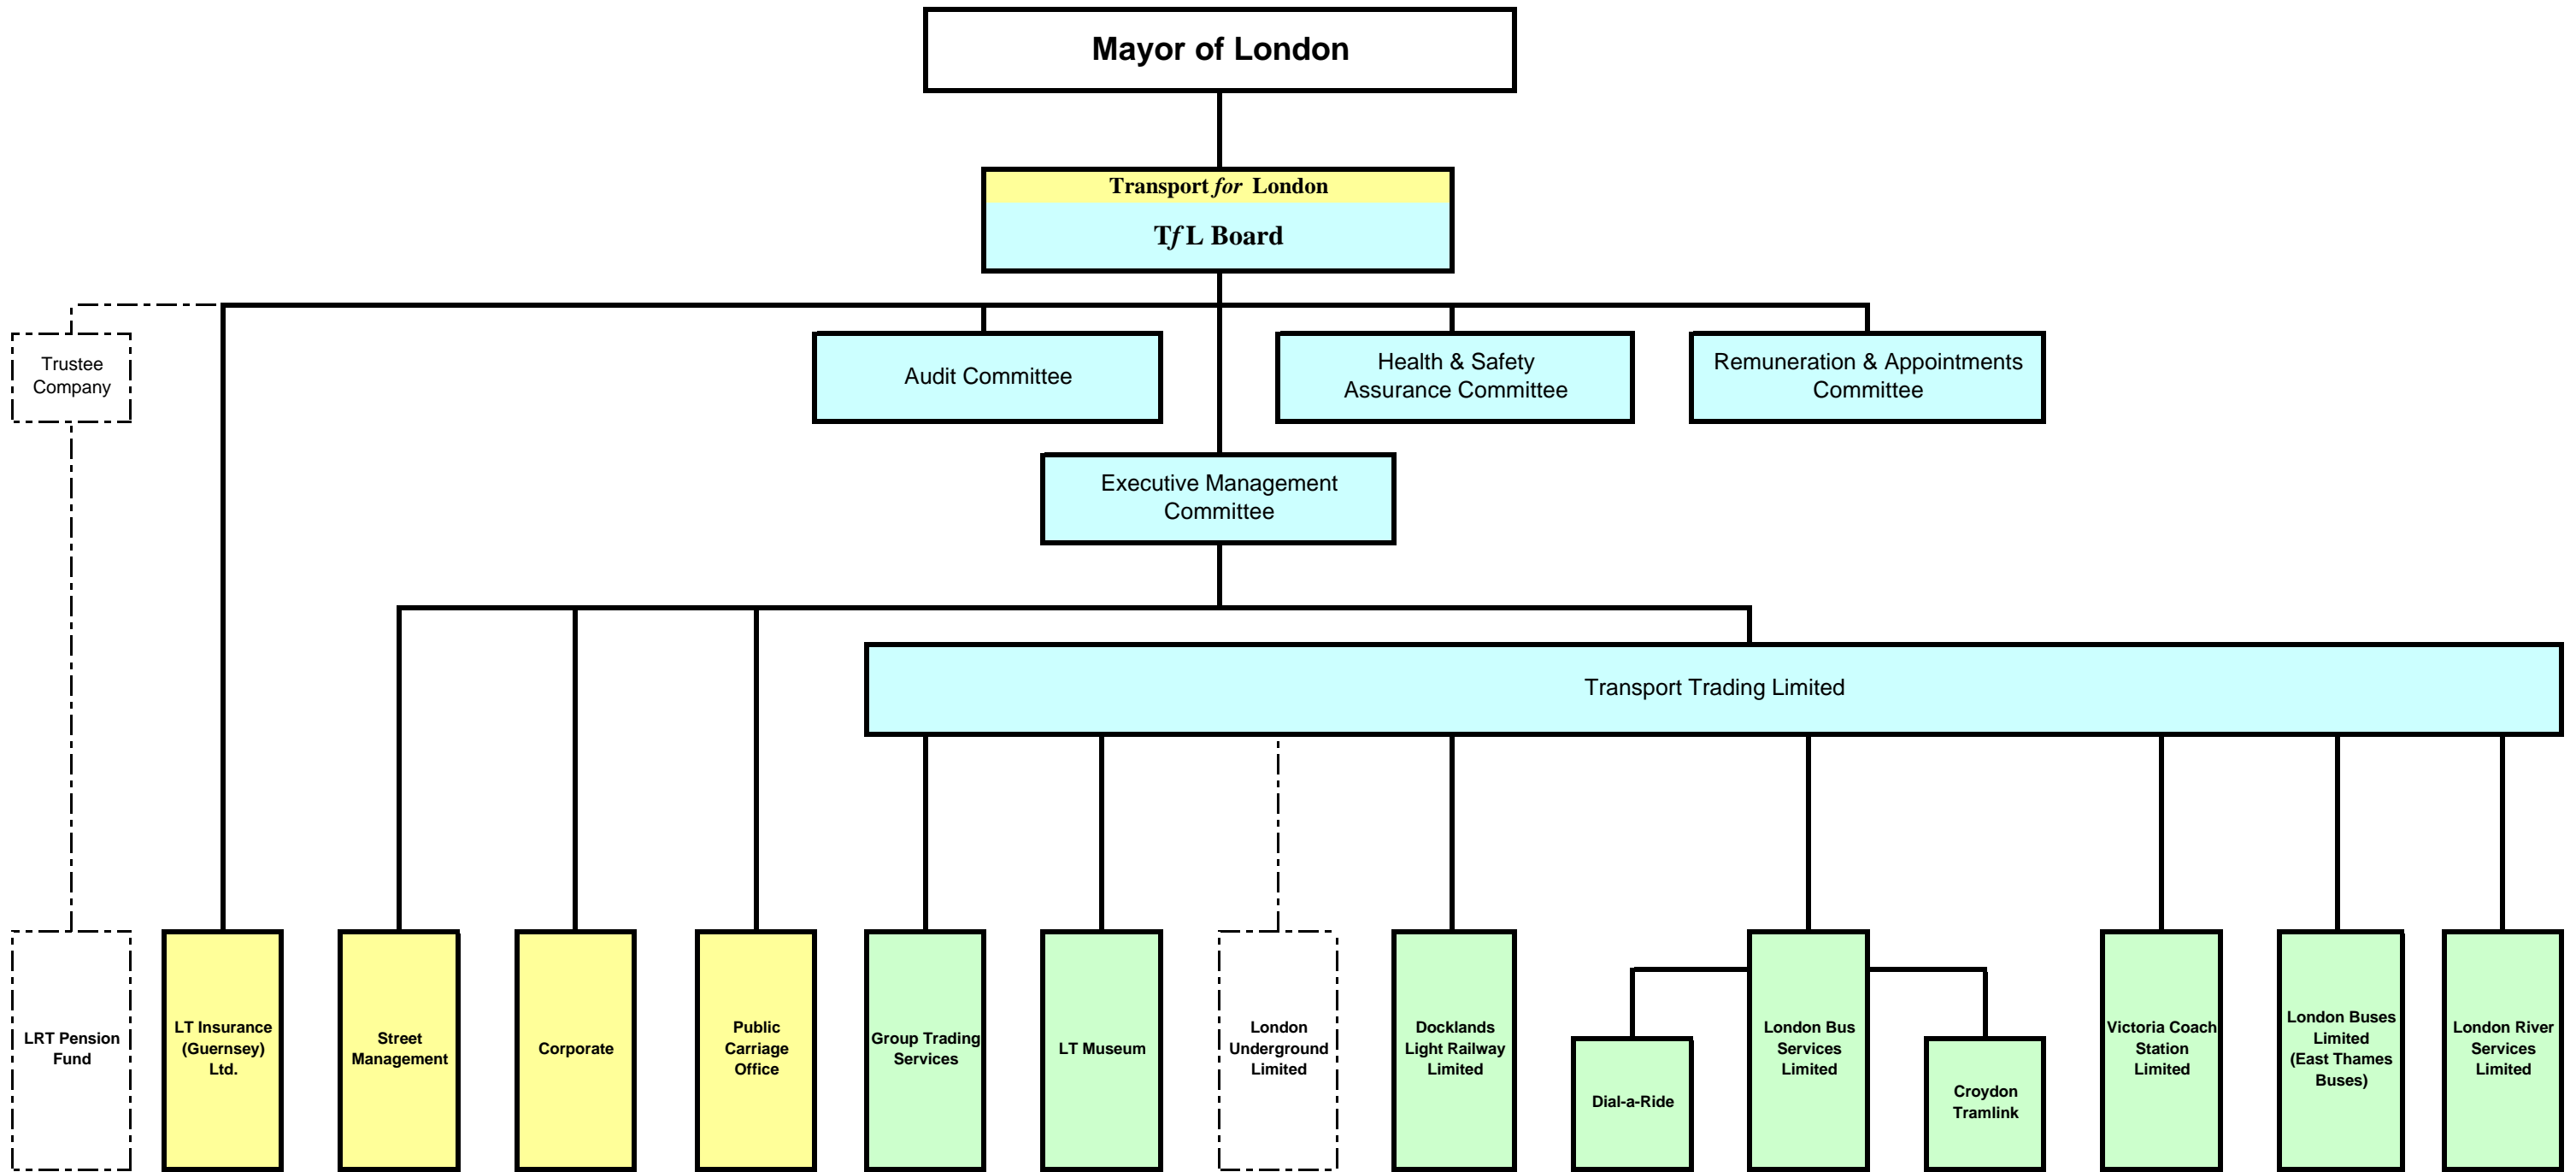 Mayor of London
Transport for London
TfL Board
Trustee
Company
Audit Committee
Health & Safety
Assurance Committee
Remuneration & Appointments
Committee
Executive Management
Committee
Transport Trading Limited
LRT Pension
Fund
LT Insurance
(Guernsey)
Ltd.
Street
Management
Corporate
Public
Carriage
Office
Group Trading
Services
LT Museum
London
Underground
Limited
Docklands
Light Railway
Limited
Dial-a-Ride
London Bus
Services
Limited
Croydon
Tramlink
Victoria Coach
Station
Limited
London Buses
Limited
(East Thames
Buses)
London River
Services
Limited